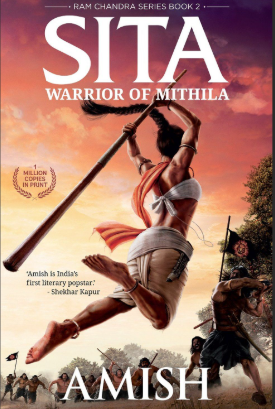 RAM CHANDRA SERIES BOOK 2
SITA
WARRIOR OF MITHILA
1
MILLION
COPIES
IN PRINT
'Amish is India's
first literary popstar.'
- Shekhar Kapur
AMISH